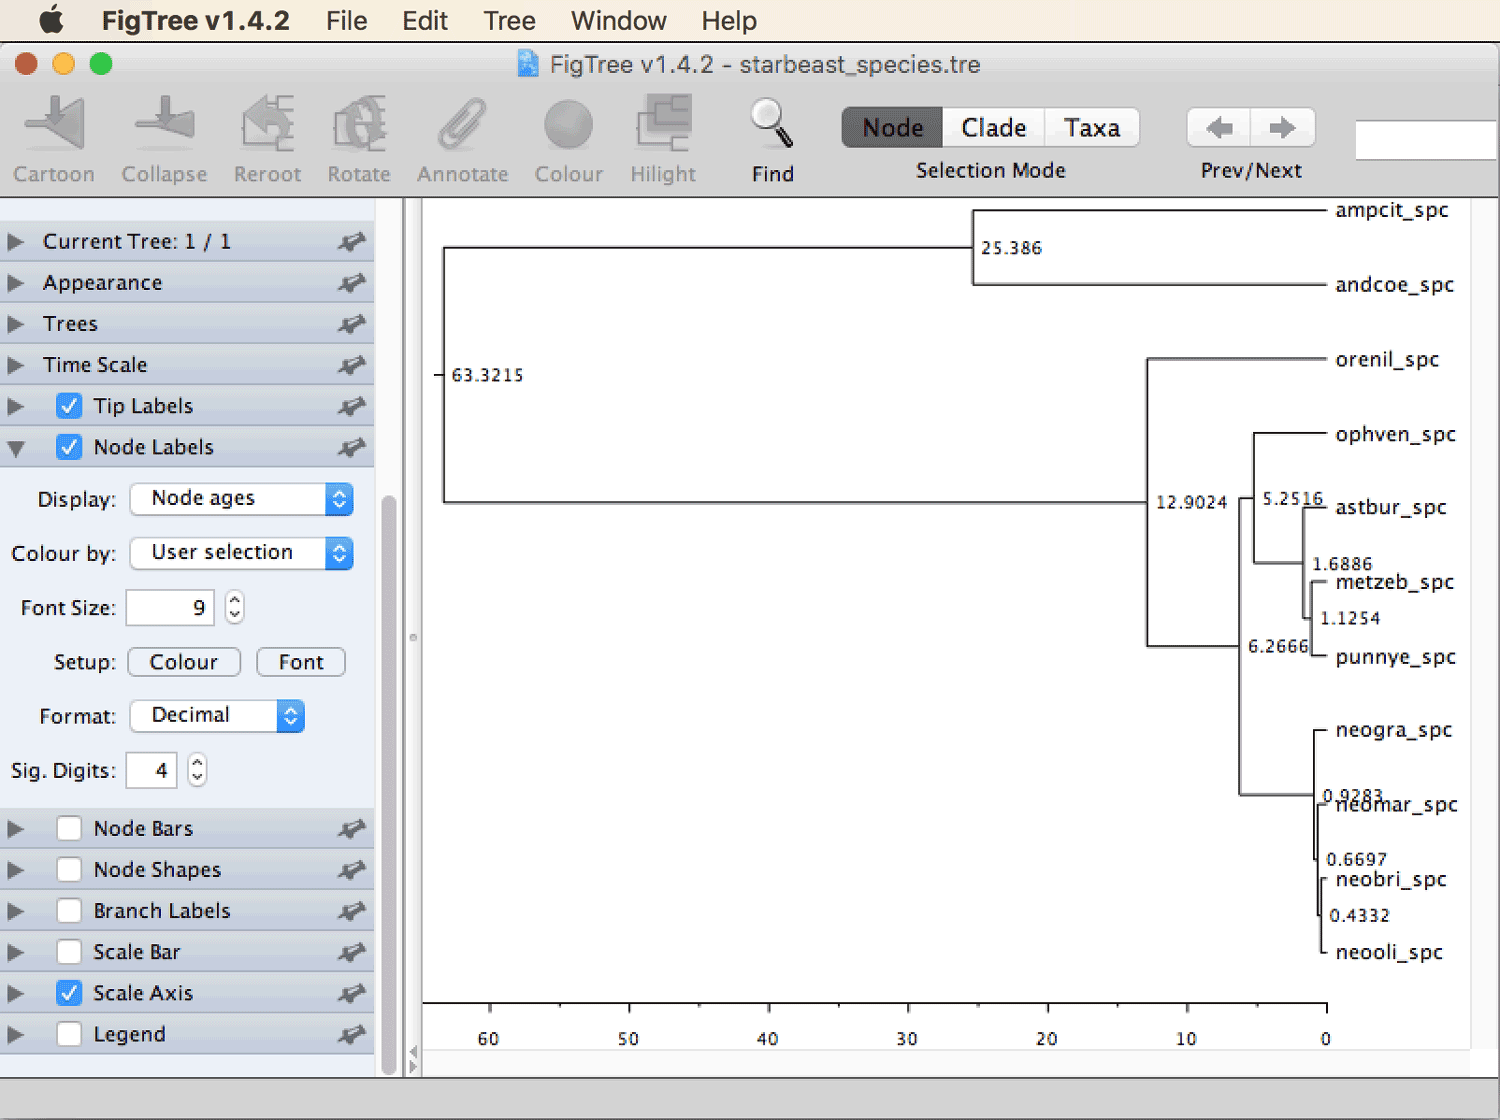 FigTree v1.4.2 File Edit Tree Window Help
FigTree v1.4.2 - starbeast_species.tre
Cartoon Collapse Reroot Rotate Annotate Colour Hilight Find
Node Clade Taxa
Selection Mode
Prev/Next
Current Tree: 1 / 1
Appearance
Trees
Time Scale
Tip Labels
Node Labels
Display: Node ages
Colour by: User selection
Font Size: 9
Setup: Colour Font
Format: Decimal
Sig. Digits: 4
Node Bars
Node Shapes
Branch Labels
Scale Bar
Scale Axis
Legend
ampcit_spc
25.386
andcoe_spc
orenil_spc
63.3215
ophven_spc
5.2516
12.9024
astbur_spc
1.6886
metzeb_spc
1.1254
6.2666
punnye_spc
neogra_spc
0.9283
neomar_spc
0.6697
neobri_spc
0.4332
neooli_spc
60 50 40 30 20 10 0